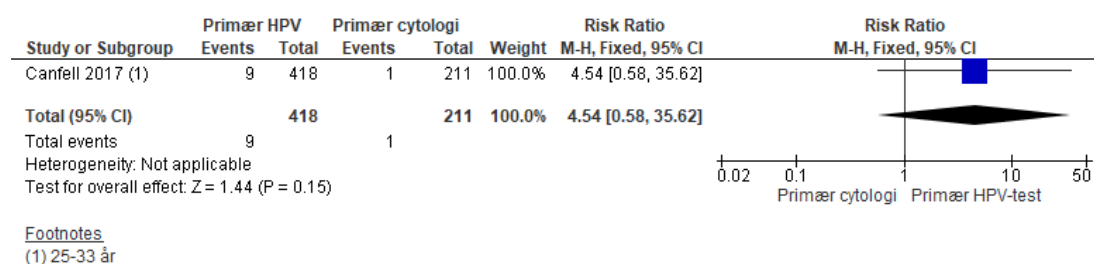 Primær HPV Primær cytologi Risk Ratio Risk Ratio
Study or Subgroup Events Total Events Total Weight M-H, Fixed, 95% CI M-H, Fixed, 95% CI
Canfell 2017 (1) 9 418 1 211 100.0% 4.54 [0.58, 35.62]
Total (95% CI) 418 211 100.0% 4.54 [0.58, 35.62]
Total events 9 1
Heterogeneity: Not applicable
Test for overall effect: Z = 1.44 (P = 0.15)
0.02 0.1 1 10 50
Primær cytologi Primær HPV-test
Footnotes
(1) 25-33 år